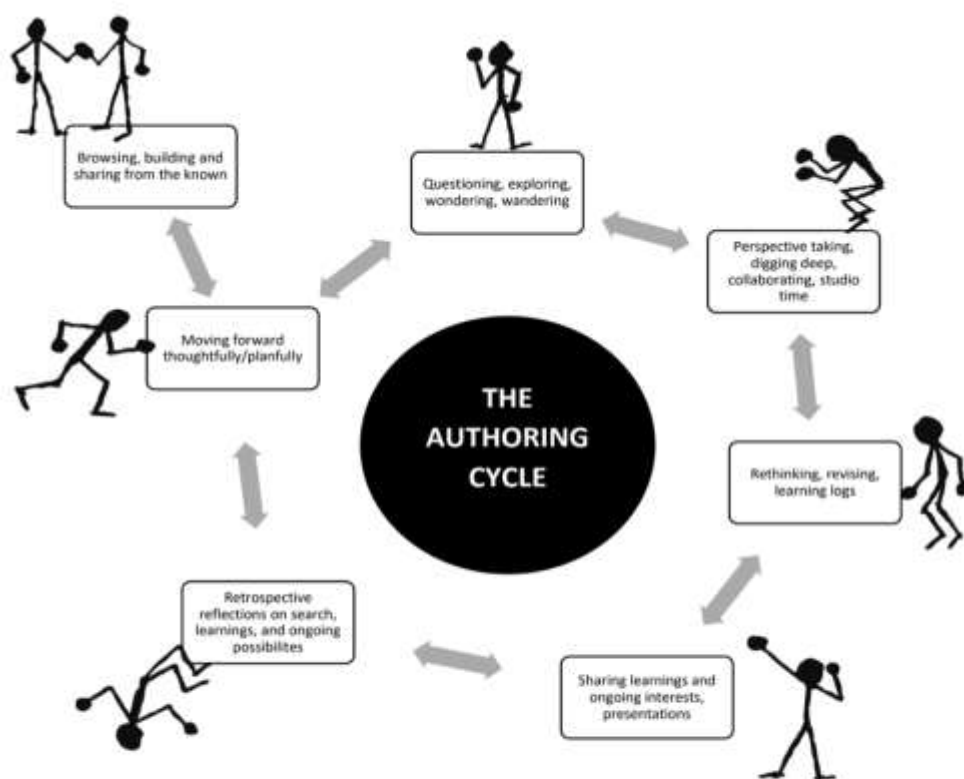 Browsing, building and
sharing from the known
Questioning, exploring,
wondering, wandering
Perspective taking,
digging deep,
collaborating, studio
time
Moving forward
thoughtfully/planfully
THE
AUTHORING
CYCLE
Rethinking, revising,
learning logs
Retrospective
reflections on search,
learnings, and ongoing
possibilites
Sharing learnings and
ongoing interests,
presentations